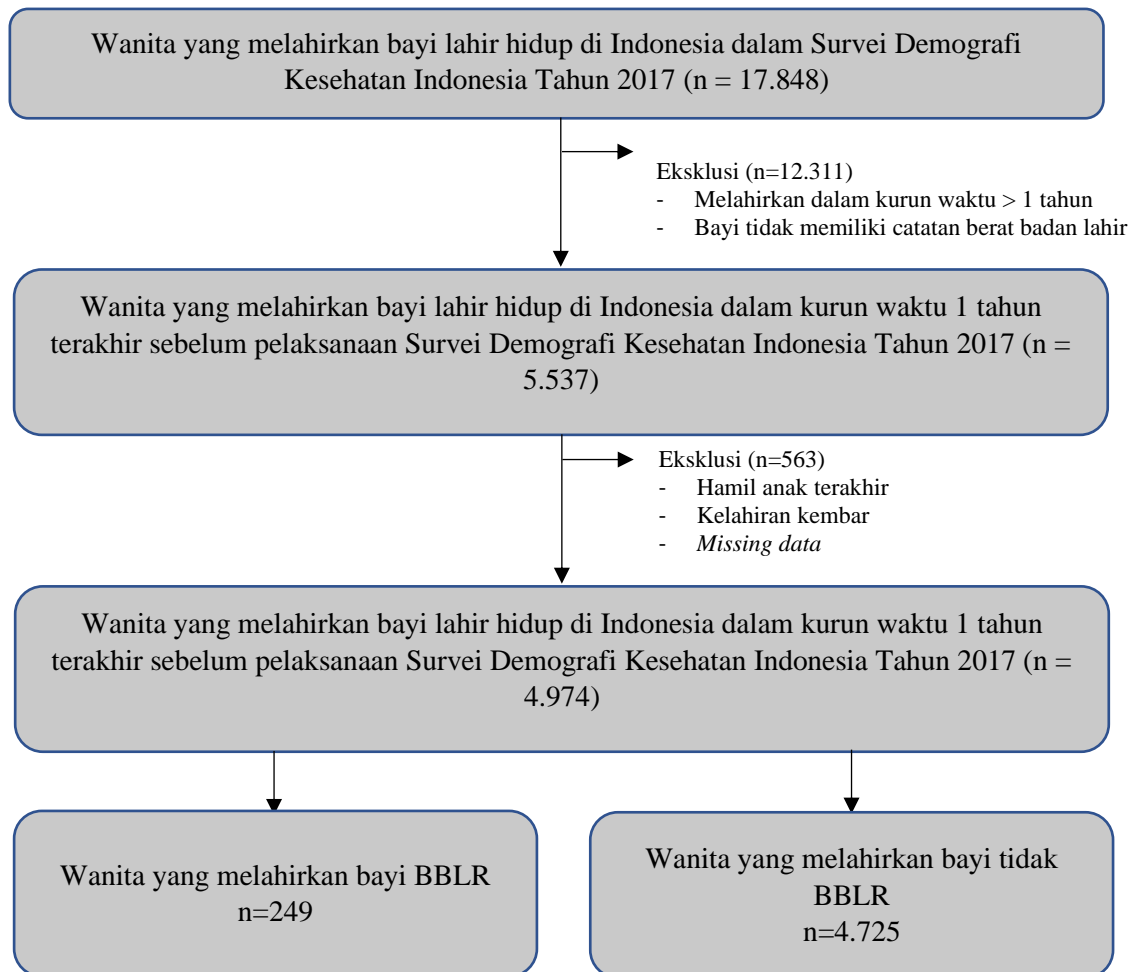 Wanita yang melahirkan bayi lahir hidup di Indonesia dalam Survei Demografi
Kesehatan Indonesia Tahun 2017 (n = 17.848)
Eksklusi (n=12.311)
- Melahirkan dalam kurun waktu > 1 tahun
- Bayi tidak memiliki catatan berat badan lahir
Wanita yang melahirkan bayi lahir hidup di Indonesia dalam kurun waktu 1 tahun
terakhir sebelum pelaksanaan Survei Demografi Kesehatan Indonesia Tahun 2017 (n =
5.537)
Eksklusi (n=563)
- Hamil anak terakhir
- Kelahiran kembar
- Missing data
Wanita yang melahirkan bayi lahir hidup di Indonesia dalam kurun waktu 1 tahun
terakhir sebelum pelaksanaan Survei Demografi Kesehatan Indonesia Tahun 2017 (n =
4.974)
Wanita yang melahirkan bayi BBLR
n=249
Wanita yang melahirkan bayi tidak
BBLR
n=4.725